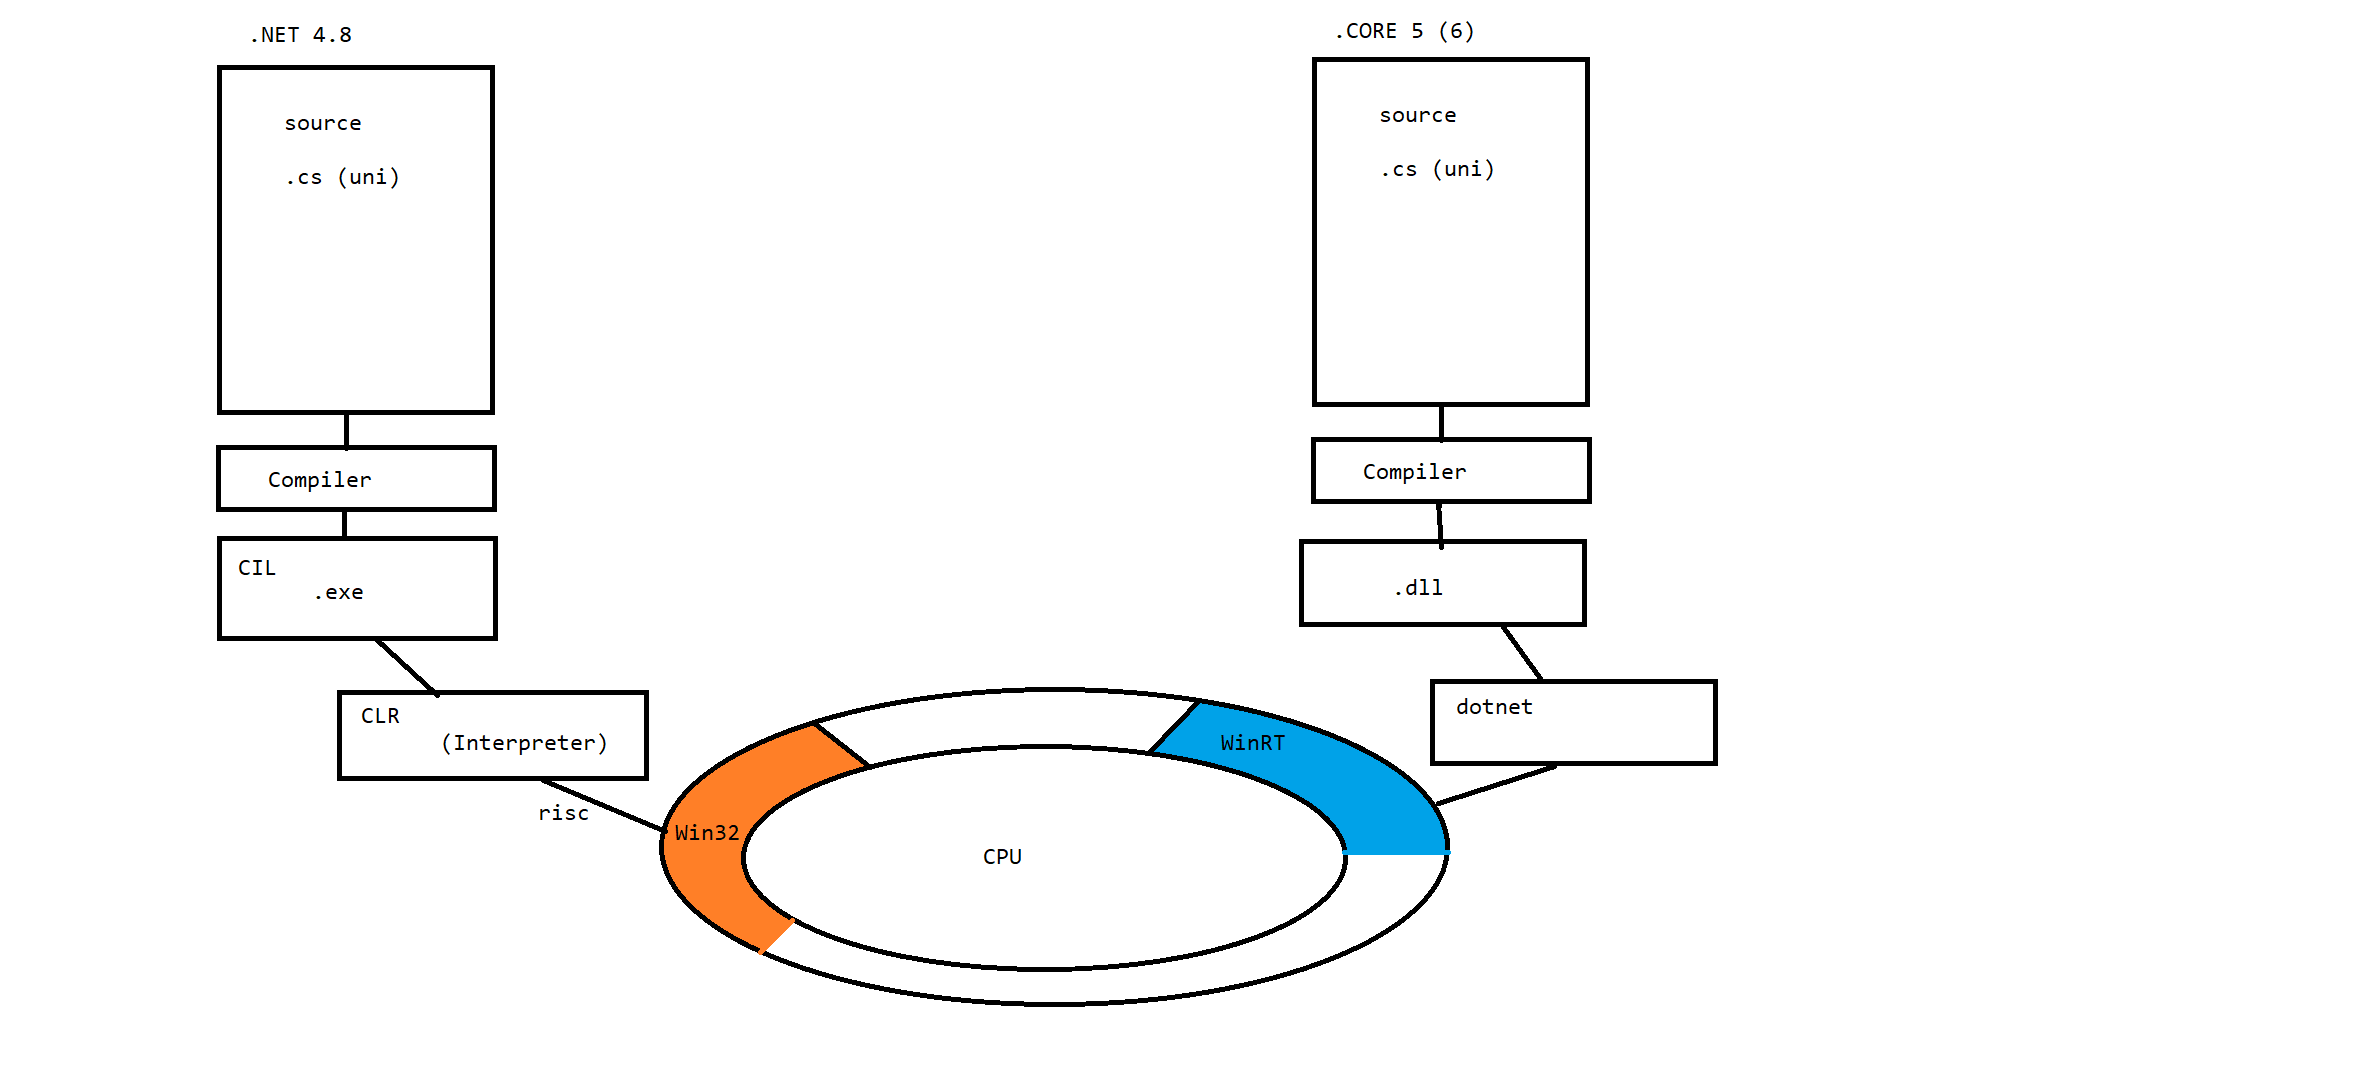 .NET 4.8
source
.cs (uni)
Compiler
CIL
.exe
CLR
(Interpreter)
risc
Win32
CPU
.CORE 5 (6)
source
.cs (uni)
Compiler
.dll
dotnet
WinRT